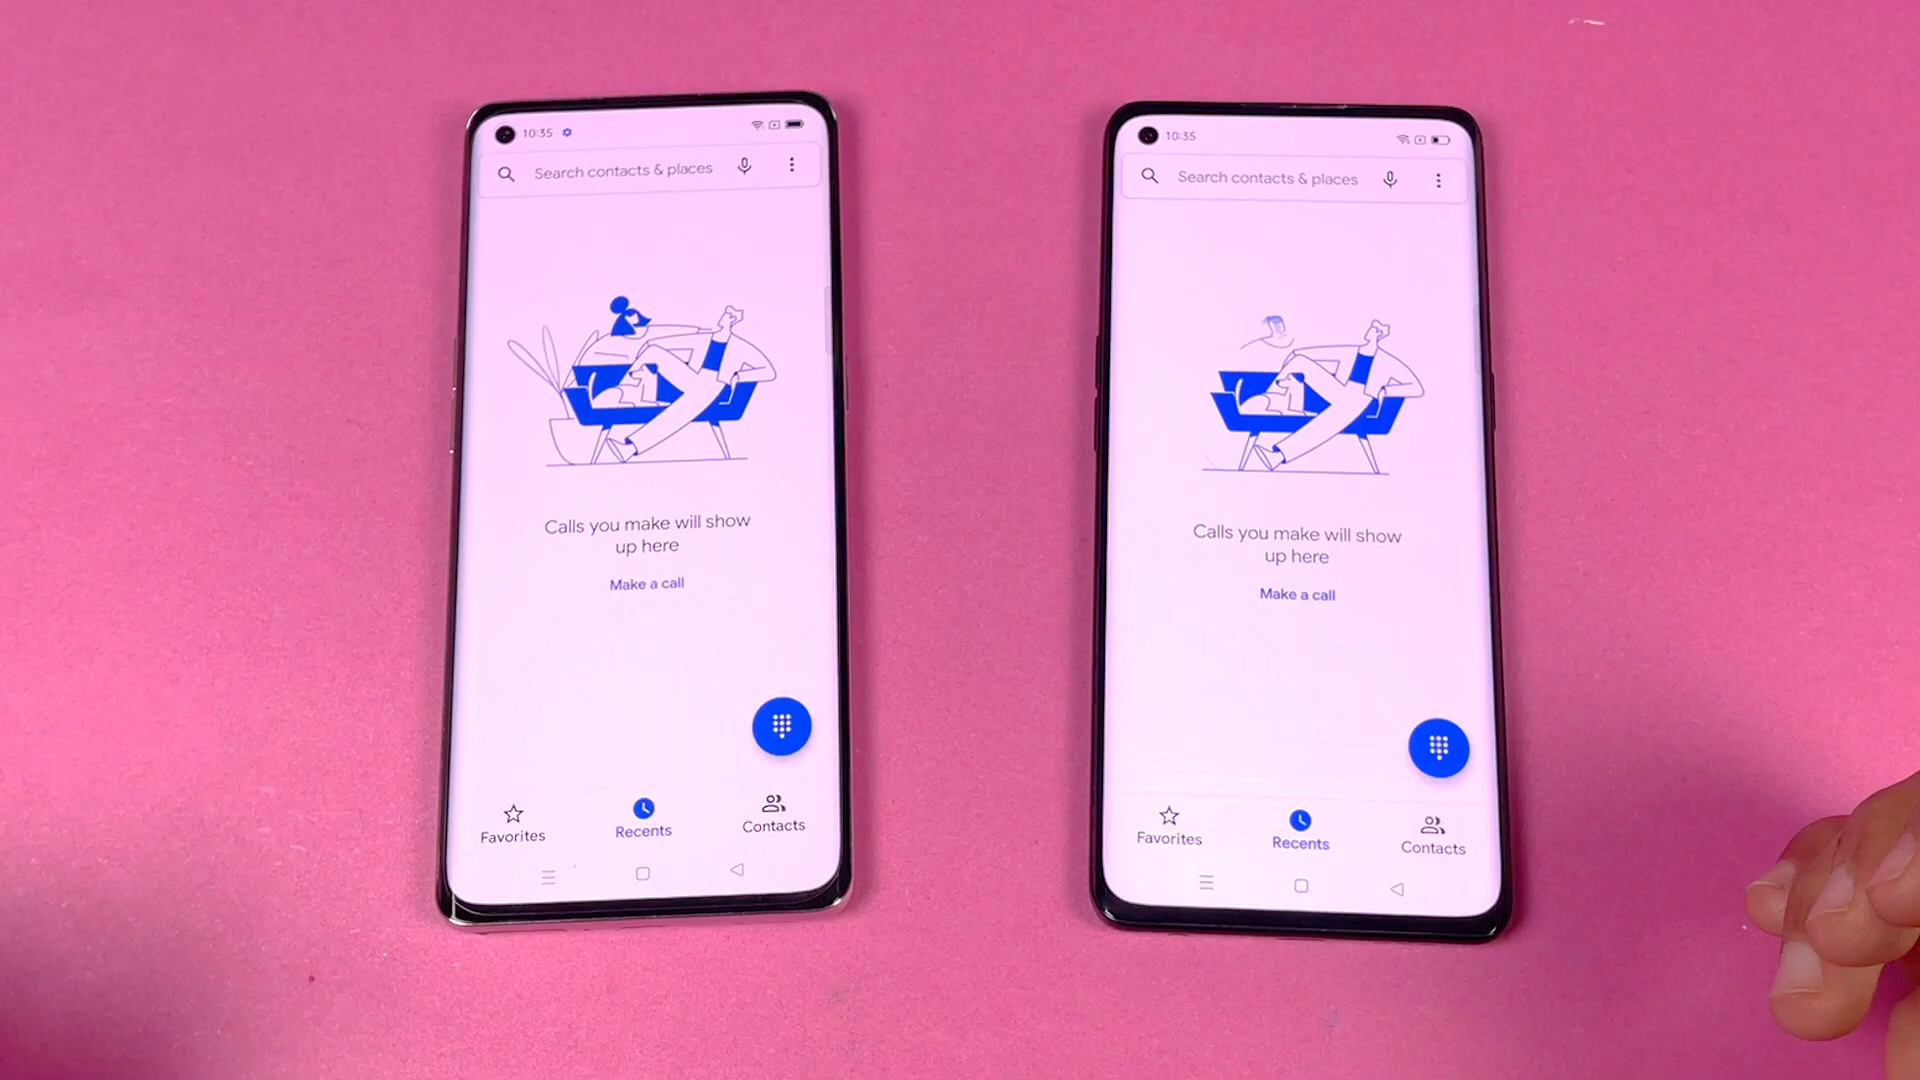 10:35
Search contacts & places
Calls you make will show
up here
Make a call
Favorites
Recents
Contacts
10:35
Search contacts & places
Calls you make will show
up here
Make a call
Favorites
Recents
Contacts